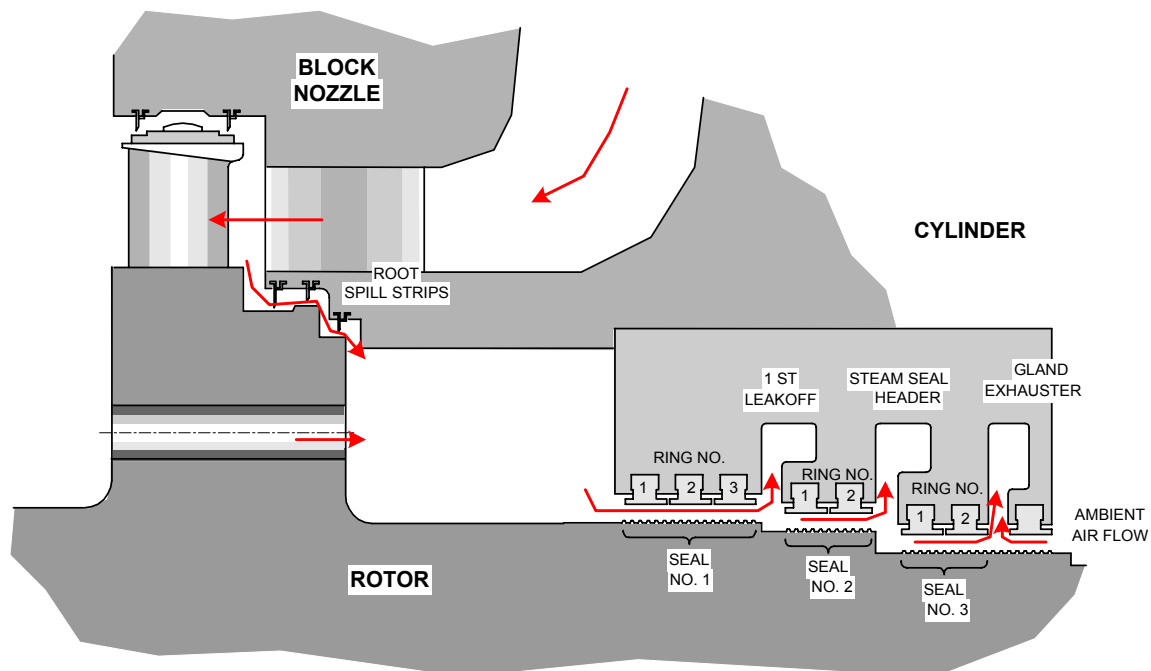 BLOCK
NOZZLE
ROOT
SPILL STRIPS
CYLINDER
1 ST
LEAKOFF
STEAM SEAL
HEADER
GLAND
EXHAUSTER
RING NO.
1
2
3
RING NO.
1
2
RING NO.
1
2
AMBIENT
AIR FLOW
SEAL
NO. 1
SEAL
NO. 2
SEAL
NO. 3
ROTOR